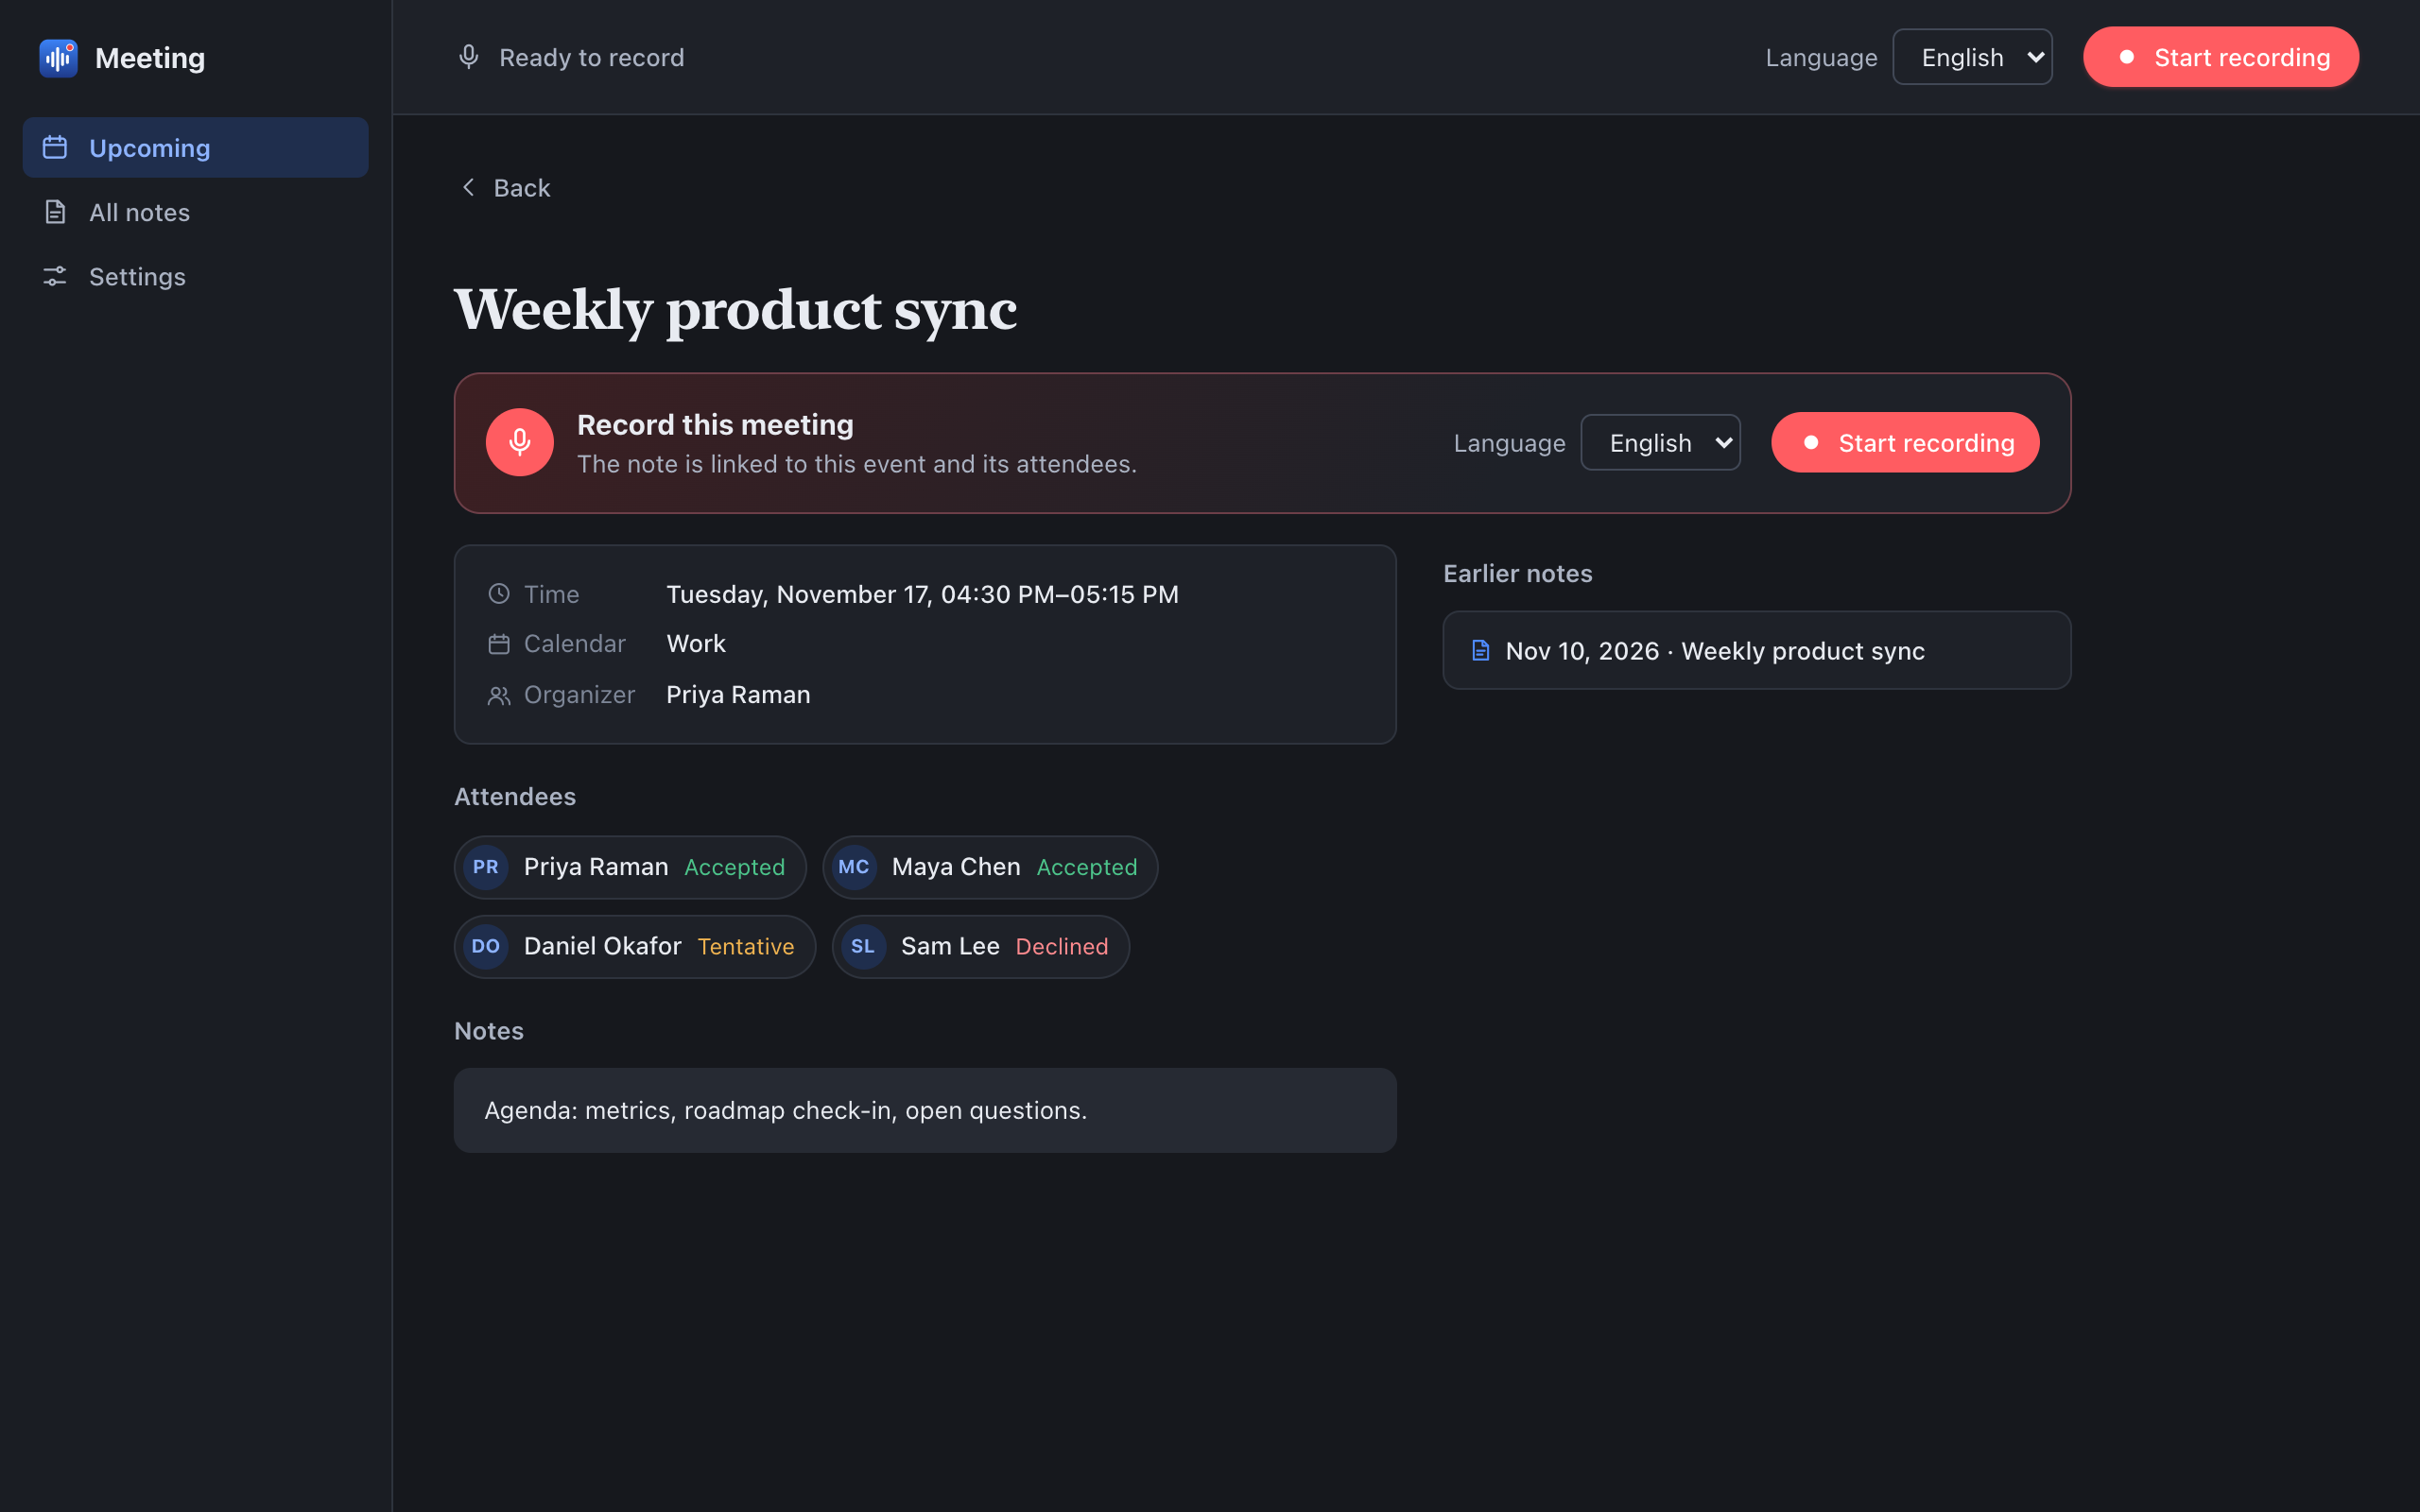 Meeting
Upcoming
All notes
Settings
Ready to record
Language English Start recording
Back
Weekly product sync
Record this meeting
The note is linked to this event and its attendees.
Language English Start recording
Time Tuesday, November 17, 04:30 PM–05:15 PM
Calendar Work
Organizer Priya Raman
Earlier notes
Nov 10, 2026 · Weekly product sync
Attendees
PR Priya Raman Accepted
MC Maya Chen Accepted
DO Daniel Okafor Tentative
SL Sam Lee Declined
Notes
Agenda: metrics, roadmap check-in, open questions.